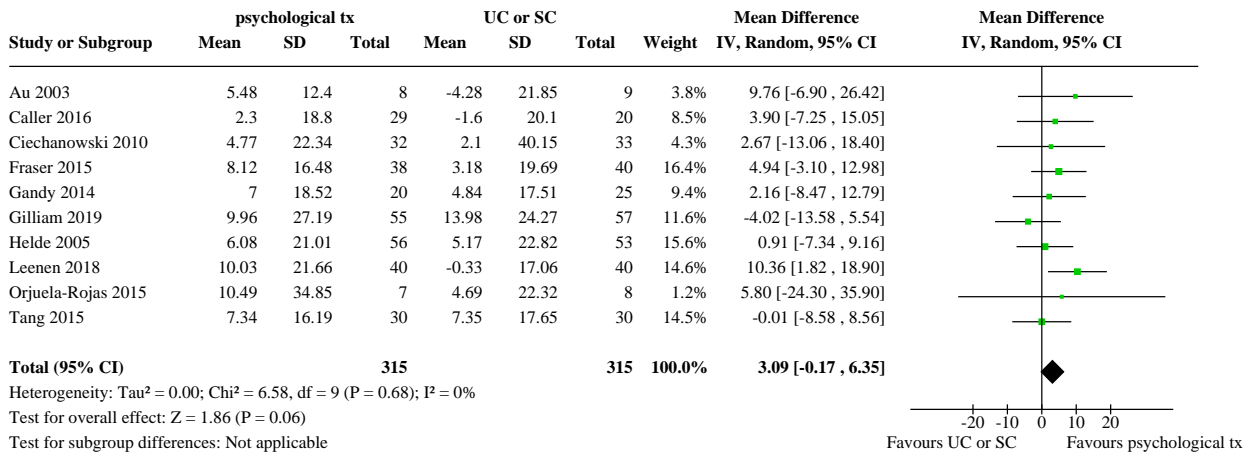 psychological tx UC or SC Mean Difference Mean Difference
Study or Subgroup Mean SD Total Mean SD Total Weight IV, Random, 95% CI IV, Random, 95% CI
Au 2003 5.48 12.4 8 -4.28 21.85 9 3.8% 9.76 [-6.90 , 26.42]
Caller 2016 2.3 18.8 29 -1.6 20.1 20 8.5% 3.90 [-7.25 , 15.05]
Ciechanowski 2010 4.77 22.34 32 2.1 40.15 33 4.3% 2.67 [-13.06 , 18.40]
Fraser 2015 8.12 16.48 38 3.18 19.69 40 16.4% 4.94 [-3.10 , 12.98]
Gandy 2014 7 18.52 20 4.84 17.51 25 9.4% 2.16 [-8.47 , 12.79]
Gilliam 2019 9.96 27.19 55 13.98 24.27 57 11.6% -4.02 [-13.58 , 5.54]
Helde 2005 6.08 21.01 56 5.17 22.82 53 15.6% 0.91 [-7.34 , 9.16]
Leenen 2018 10.03 21.66 40 -0.33 17.06 40 14.6% 10.36 [1.82 , 18.90]
Orjuela-Rojas 2015 10.49 34.85 7 4.69 22.32 8 1.2% 5.80 [-24.30 , 35.90]
Tang 2015 7.34 16.19 30 7.35 17.65 30 14.5% -0.01 [-8.58 , 8.56]
Total (95% CI) 315 315 100.0% 3.09 [-0.17 , 6.35]
Heterogeneity: Tau² = 0.00; Chi² = 6.58, df = 9 (P = 0.68); I² = 0%
Test for overall effect: Z = 1.86 (P = 0.06)
Test for subgroup differences: Not applicable
-20 -10 0 10 20
Favours UC or SC Favours psychological tx